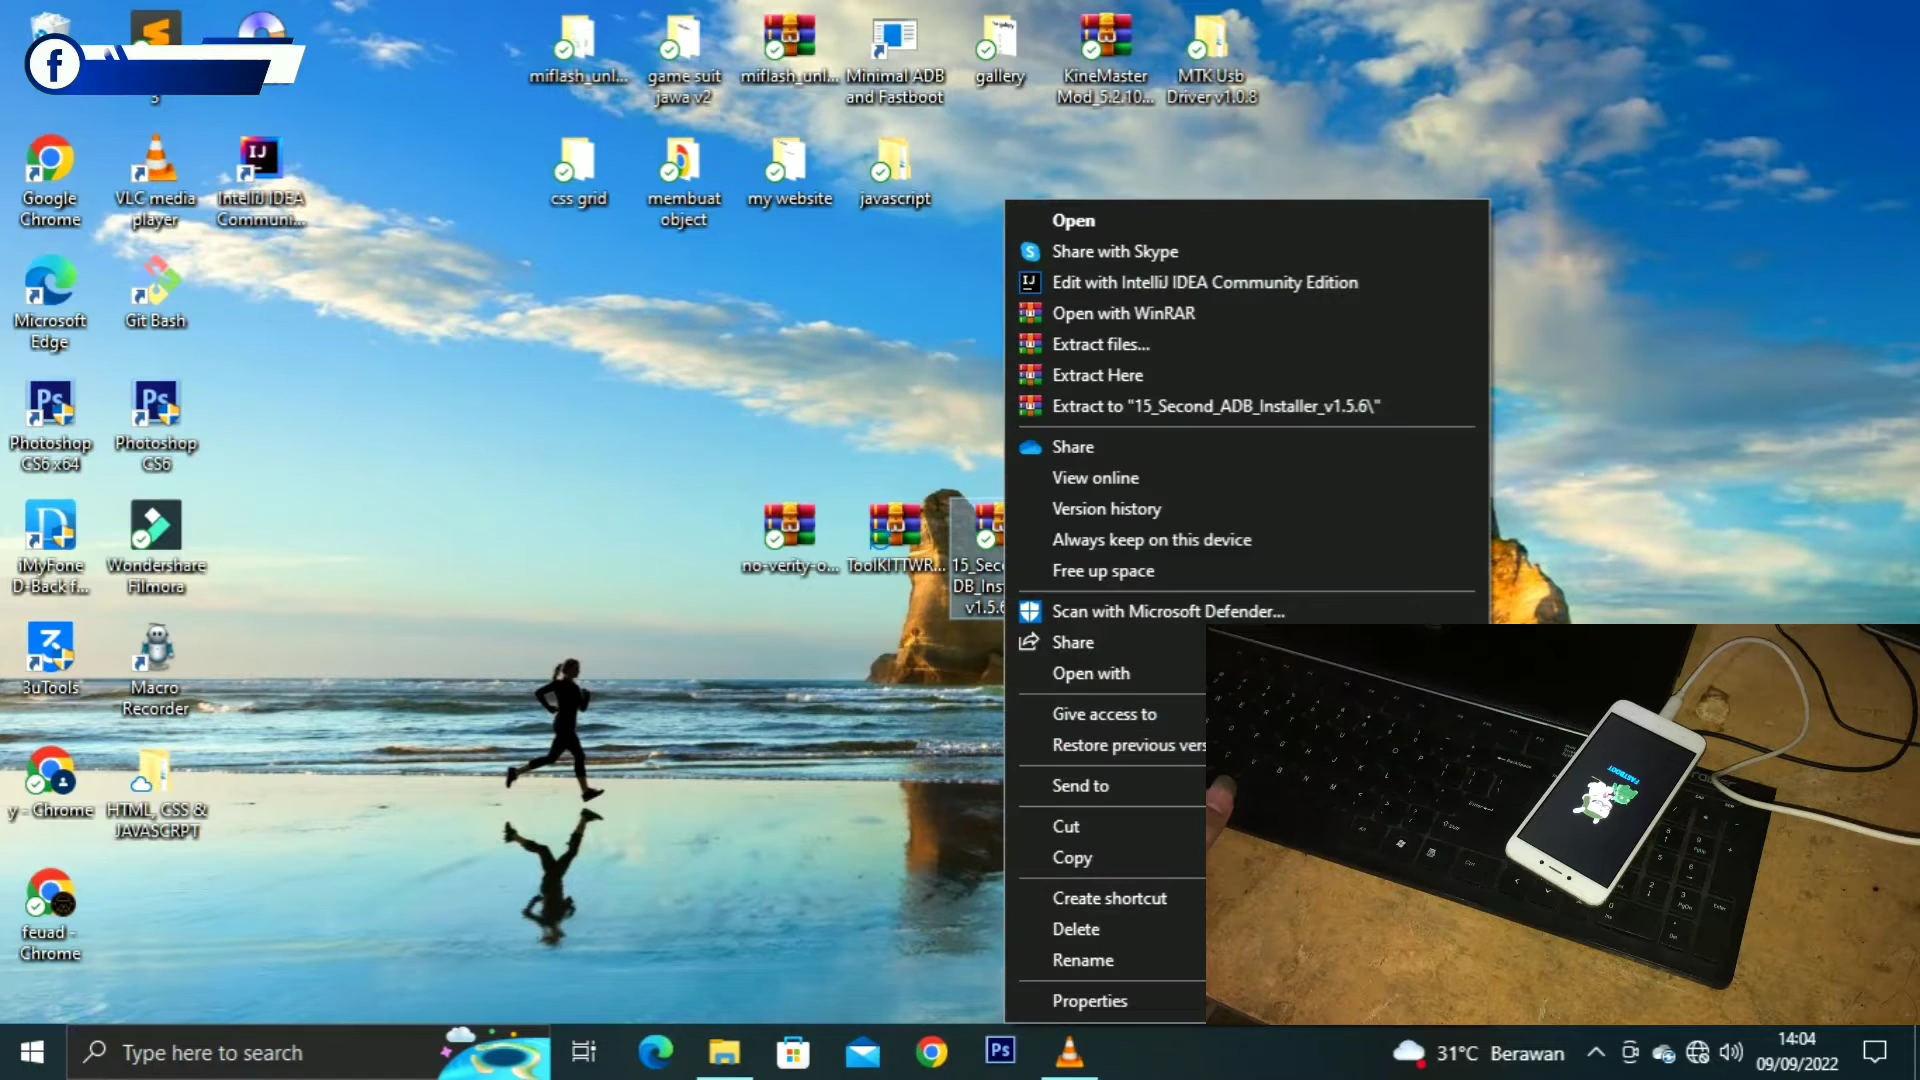 f
3
miflash_unl...
game suit
jawa v2
miflash_unl...
Minimal ADB
and Fastboot
gallery
KineMaster
Mod_5.2.10...
MTK Usb
Driver v1.0.8
Google
Chrome
VLC media
player
IntelliJ IDEA
Communi...
css grid
membuat
object
my website
javascript
Microsoft
Edge
Git Bash
Photoshop
CS6 x64
Photoshop
CS6
iMyFone
D-Back f...
Wondershare
Filmora
no-verity-o...
ToolKITTWR...
15_Seco
DB_Inst
v1.5.6
3uTools
Macro
Recorder
y - Chrome
HTML, CSS &
JAVASCRPT
feuad -
Chrome
Open
Share with Skype
Edit with IntelliJ IDEA Community Edition
Open with WinRAR
Extract files...
Extract Here
Extract to "15_Second_ADB_Installer_v1.5.6\"
Share
View online
Version history
Always keep on this device
Free up space
Scan with Microsoft Defender...
Share
Open with
Give access to
Restore previous vers
Send to
Cut
Copy
Create shortcut
Delete
Rename
Properties
FASTBOOT
Type here to search
31°C Berawan
14:04
09/09/2022